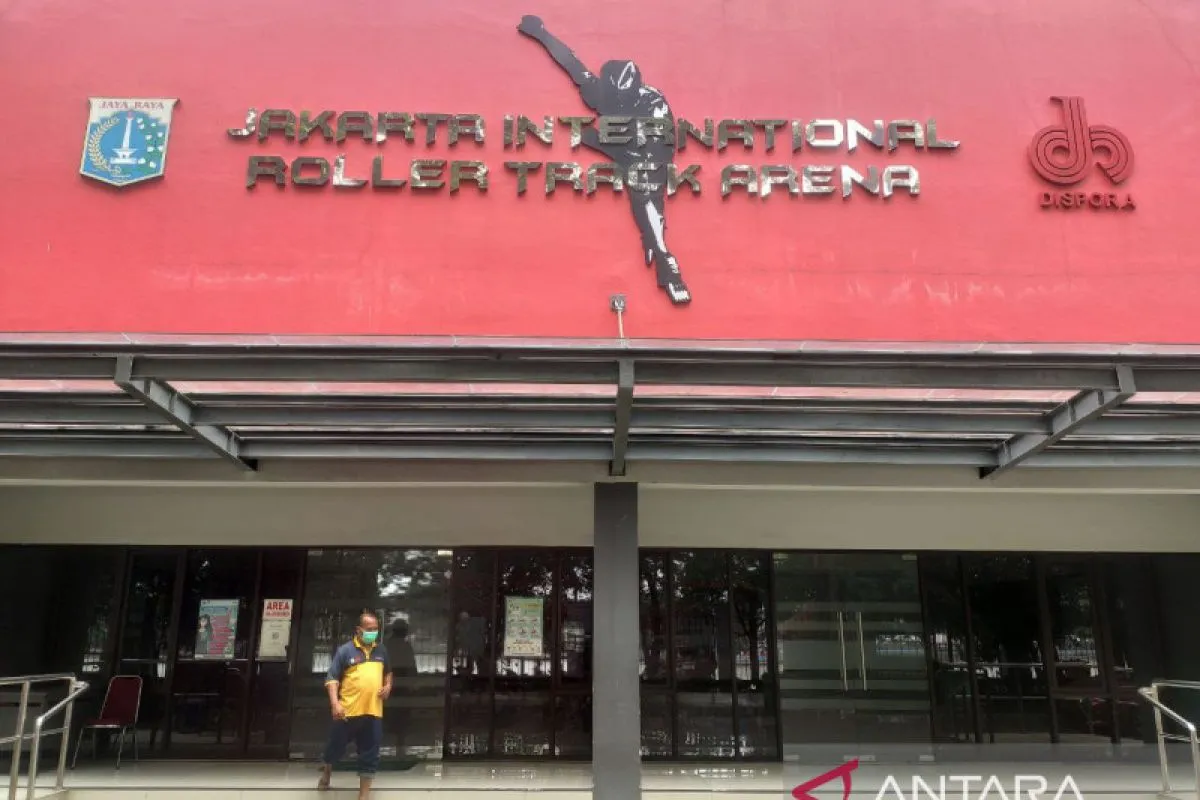 JAYA RAYA
JAKARTA INTERNATIONAL
ROLLER TRACK ARENA
DISPORA
AREA
ANTARA